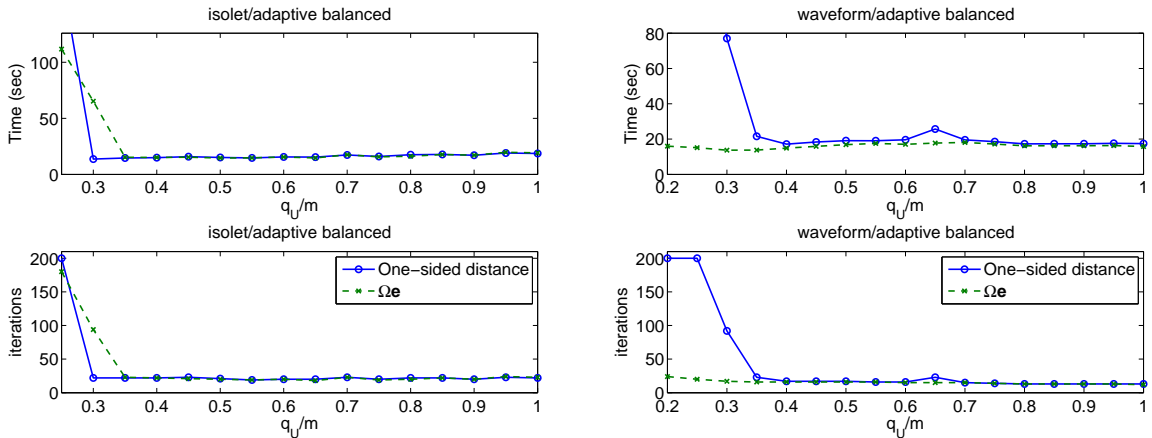 isolet/adaptive balanced
Time (sec)
100
50
0
0.3 0.4 0.5 0.6 0.7 0.8 0.9 1
q_U/m
waveform/adaptive balanced
Time (sec)
80
60
40
20
0
0.2 0.3 0.4 0.5 0.6 0.7 0.8 0.9 1
q_U/m
isolet/adaptive balanced
iterations
200
150
100
50
0
One-sided distance
Ωe
0.3 0.4 0.5 0.6 0.7 0.8 0.9 1
q_U/m
waveform/adaptive balanced
iterations
200
150
100
50
0
One-sided distance
Ωe
0.2 0.3 0.4 0.5 0.6 0.7 0.8 0.9 1
q_U/m